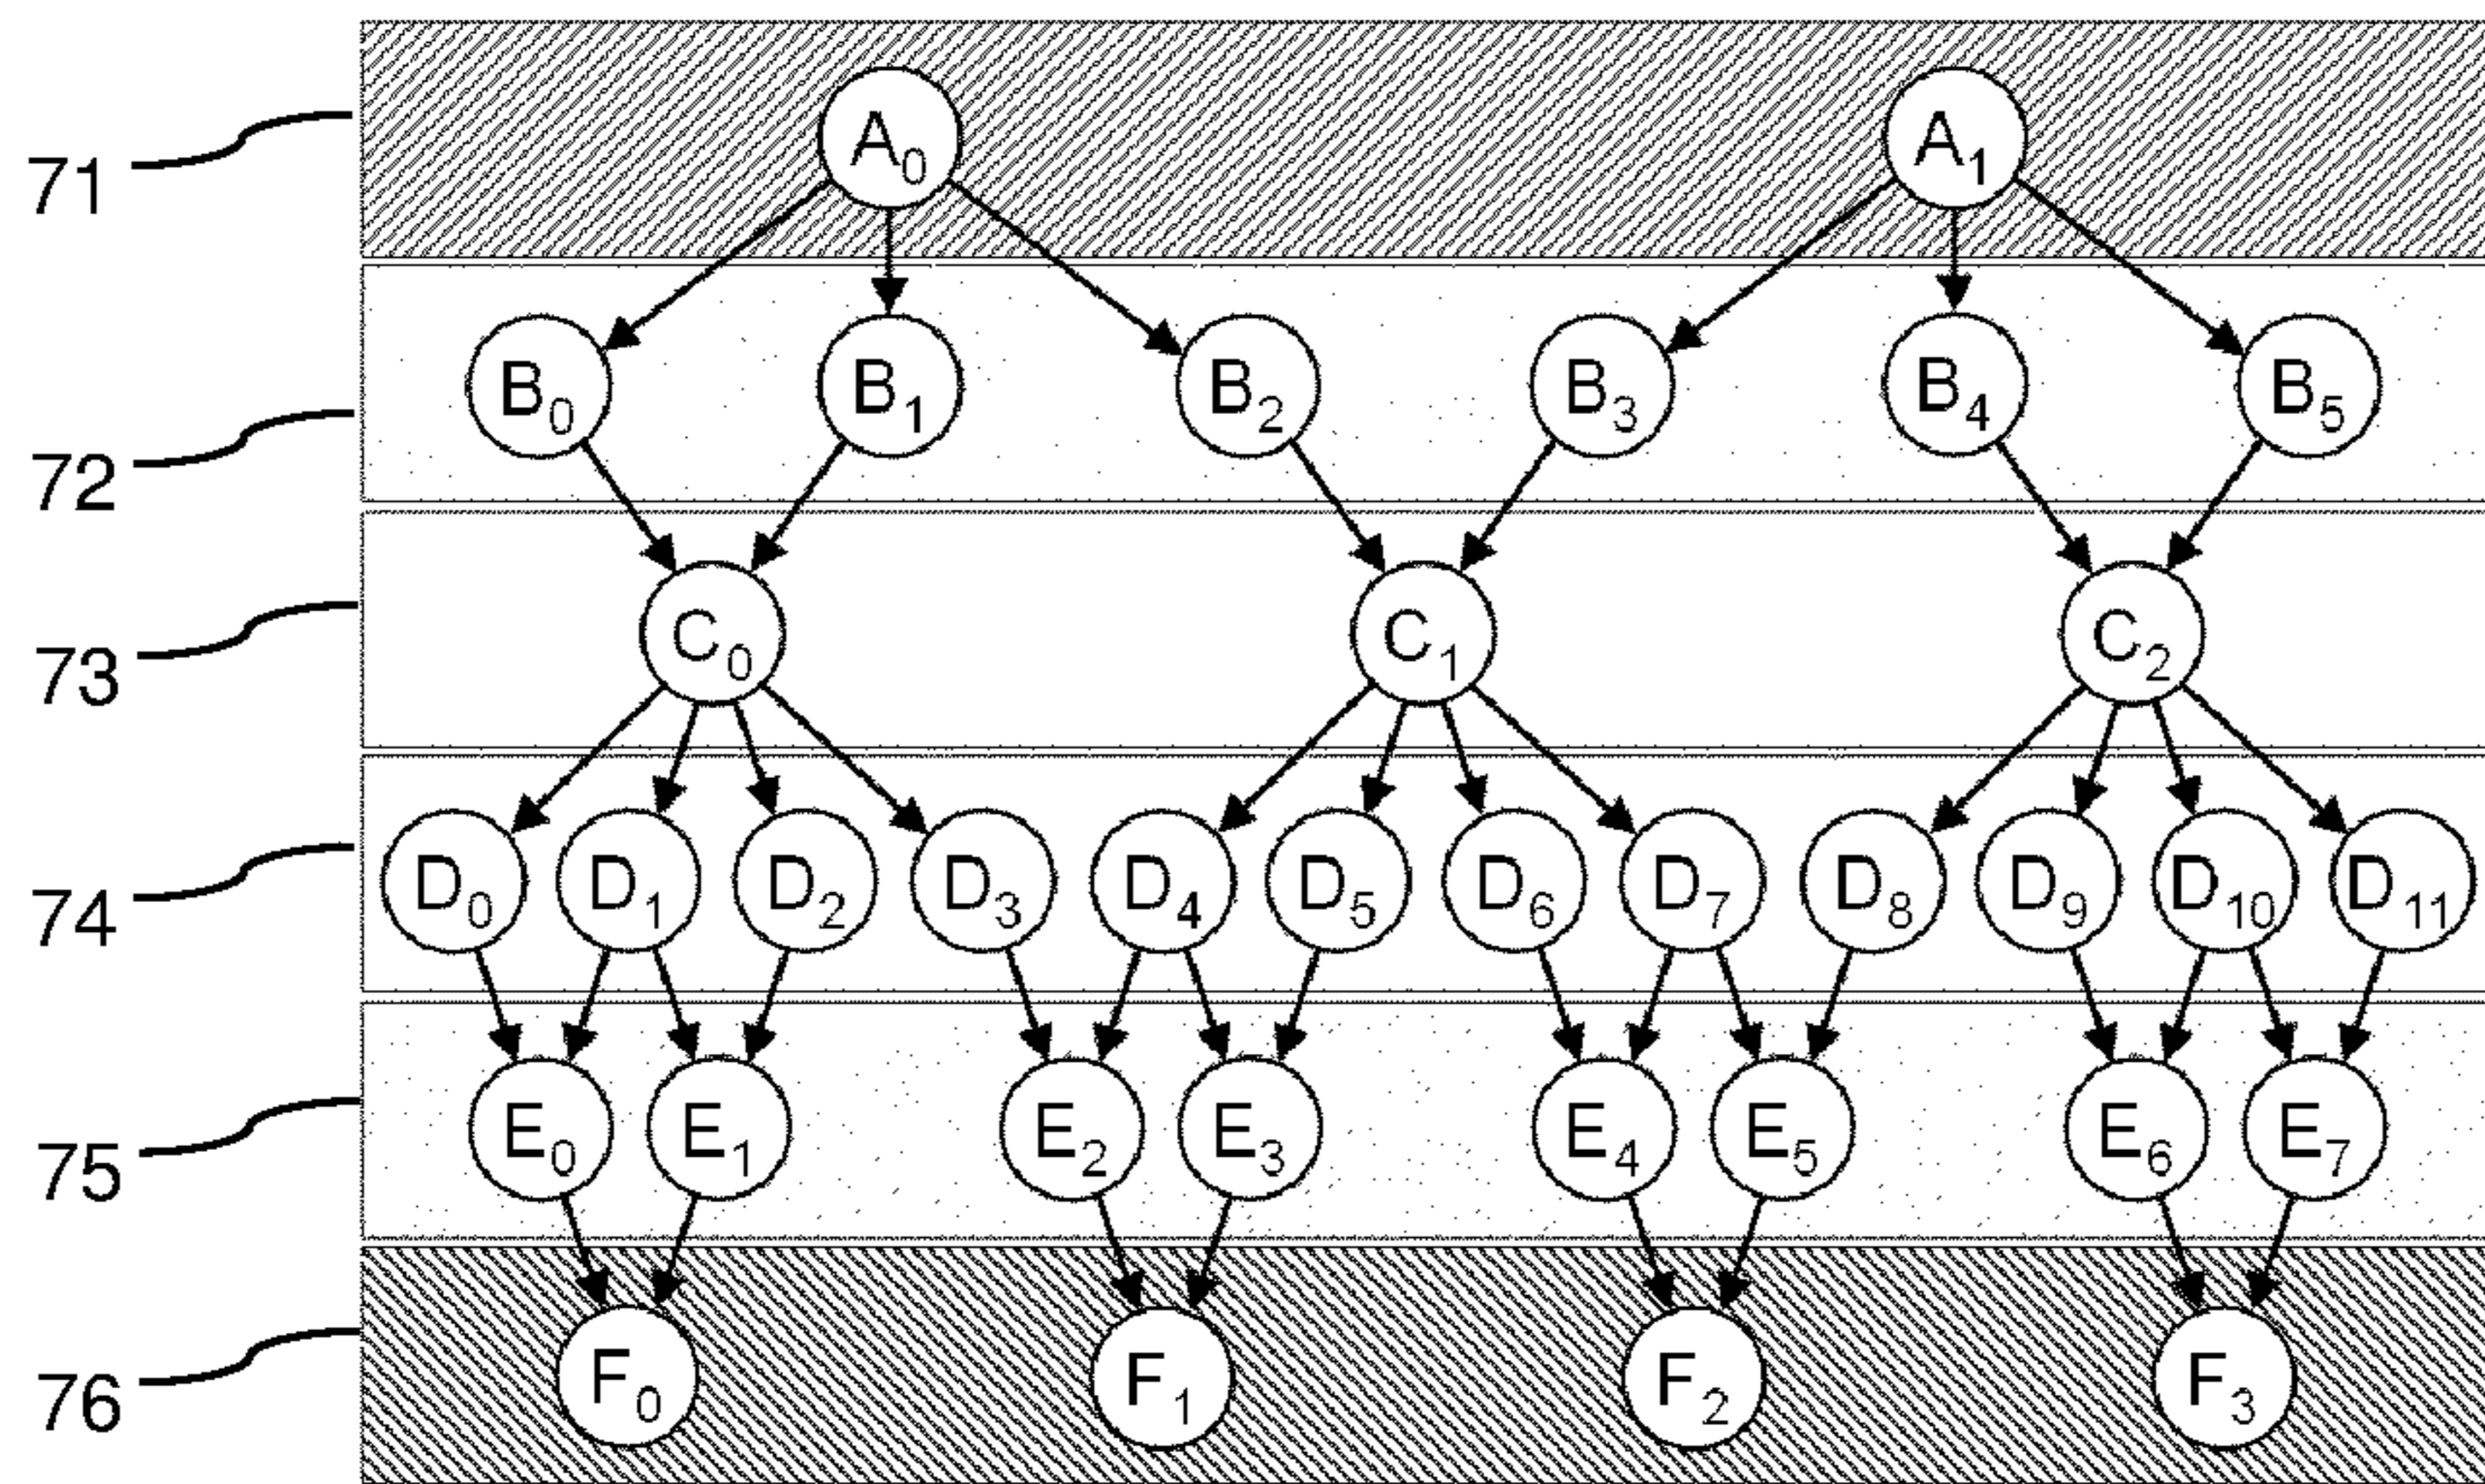 71 A₀ A₁
72 B₀ B₁ B₂ B₃ B₄ B₅
73 C₀ C₁ C₂
74 D₀ D₁ D₂ D₃ D₄ D₅ D₆ D₇ D₈ D₉ D₁₀ D₁₁
75 E₀ E₁ E₂ E₃ E₄ E₅ E₆ E₇
76 F₀ F₁ F₂ F₃